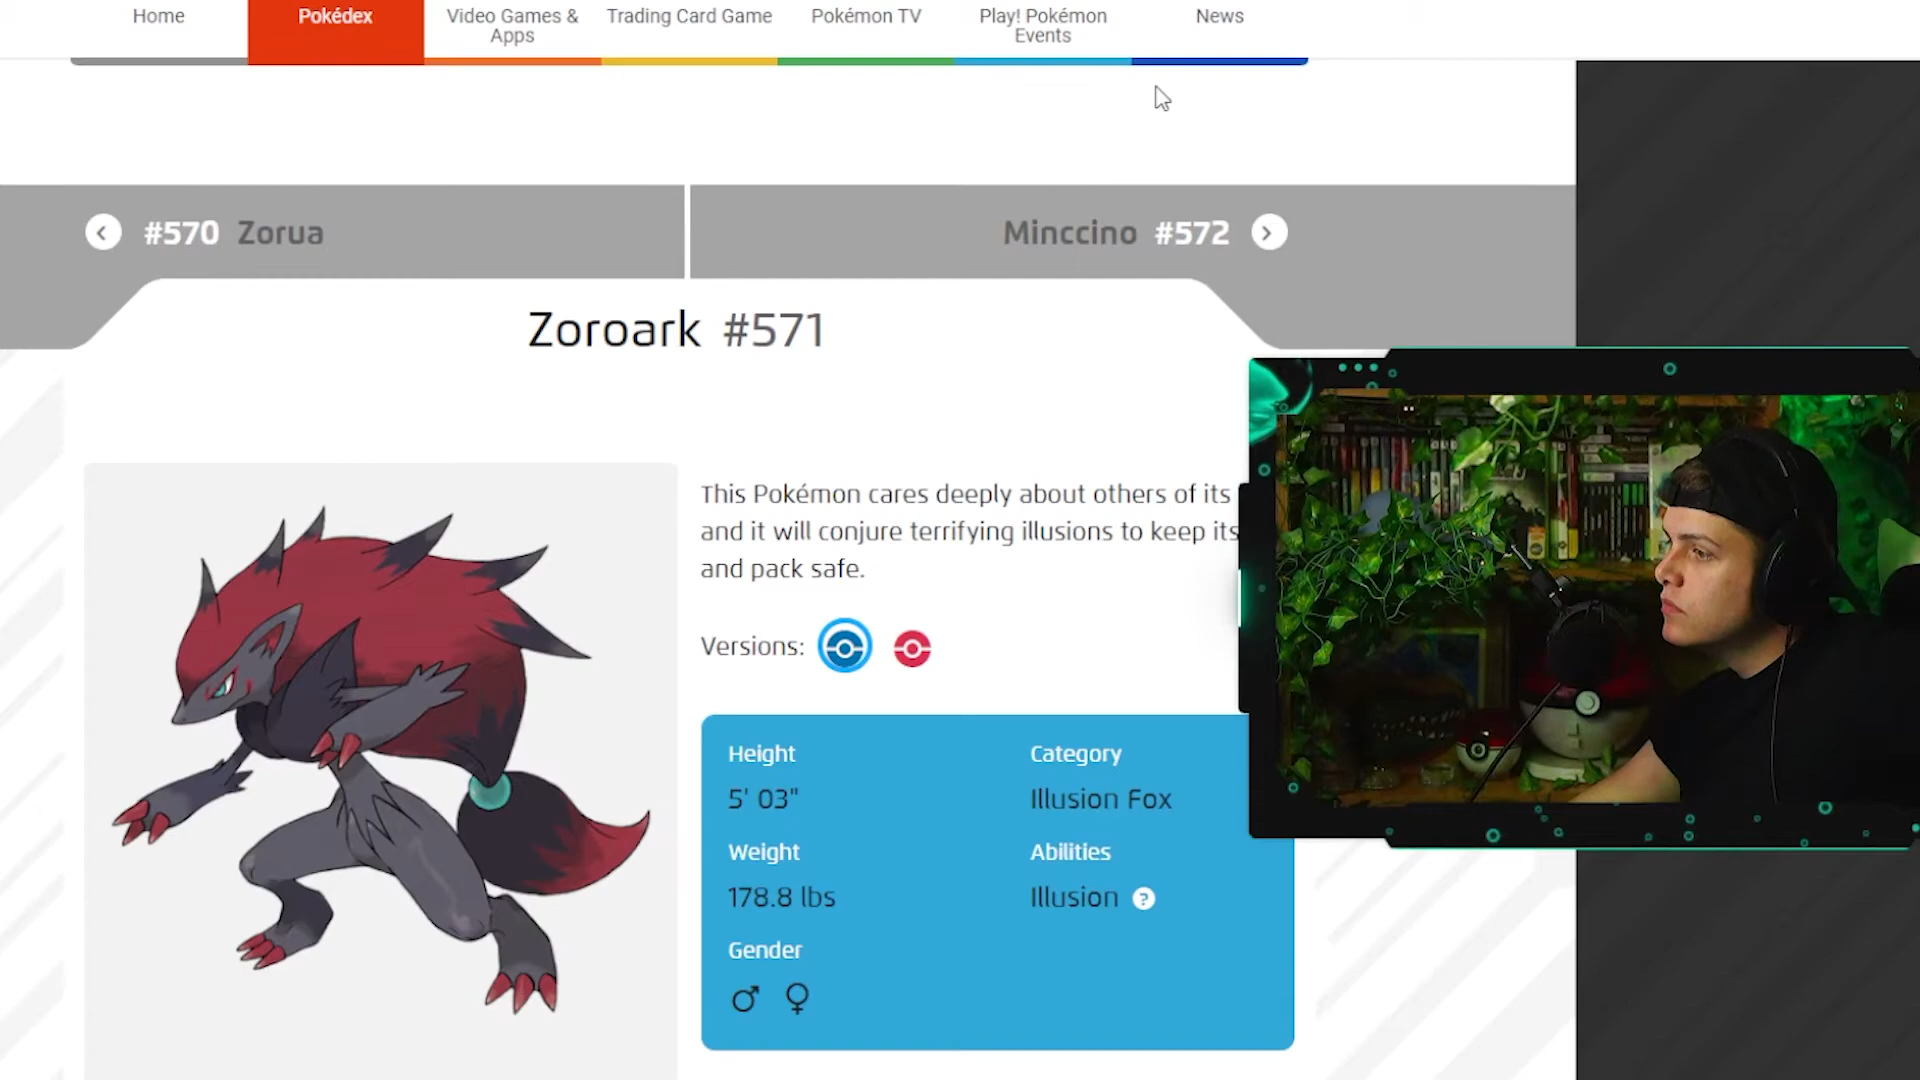 Home
Pokédex
Video Games &
Apps
Trading Card Game
Pokémon TV
Play! Pokémon
Events
News
#570 Zorua
Minccino #572
Zoroark #571
This Pokémon cares deeply about others of its
and it will conjure terrifying illusions to keep its
and pack safe.
Versions:
Height
5' 03"
Category
Illusion Fox
Weight
178.8 lbs
Abilities
Illusion ?
Gender